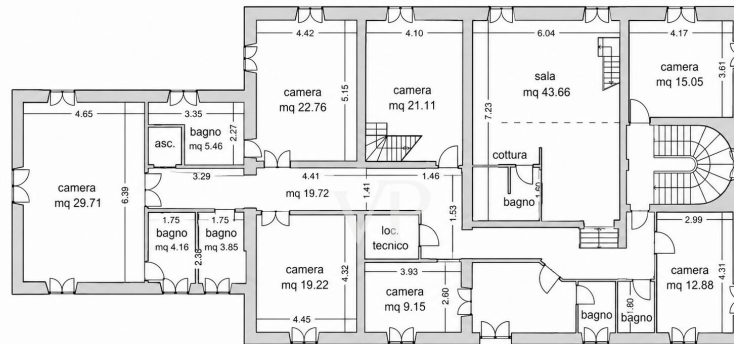 4.42
camera
mq 22.76
5.15
4.10
camera
mq 21.11
6.04
sala
mq 43.66
7.23
cottura
bagno
1.60
4.17
camera
mq 15.05
3.61
4.65
camera
mq 29.71
6.39
3.35
bagno
mq 5.46
2.27
asc.
3.29
4.41
mq 19.72
1.41
1.46
1.53
loc.
tecnico
1.75
bagno
mq 4.16
2.38
1.75
bagno
mq 3.85
camera
mq 19.22
4.32
4.45
3.93
camera
mq 9.15
2.60
bagno
1.80
bagno
2.99
camera
mq 12.88
4.31
VP